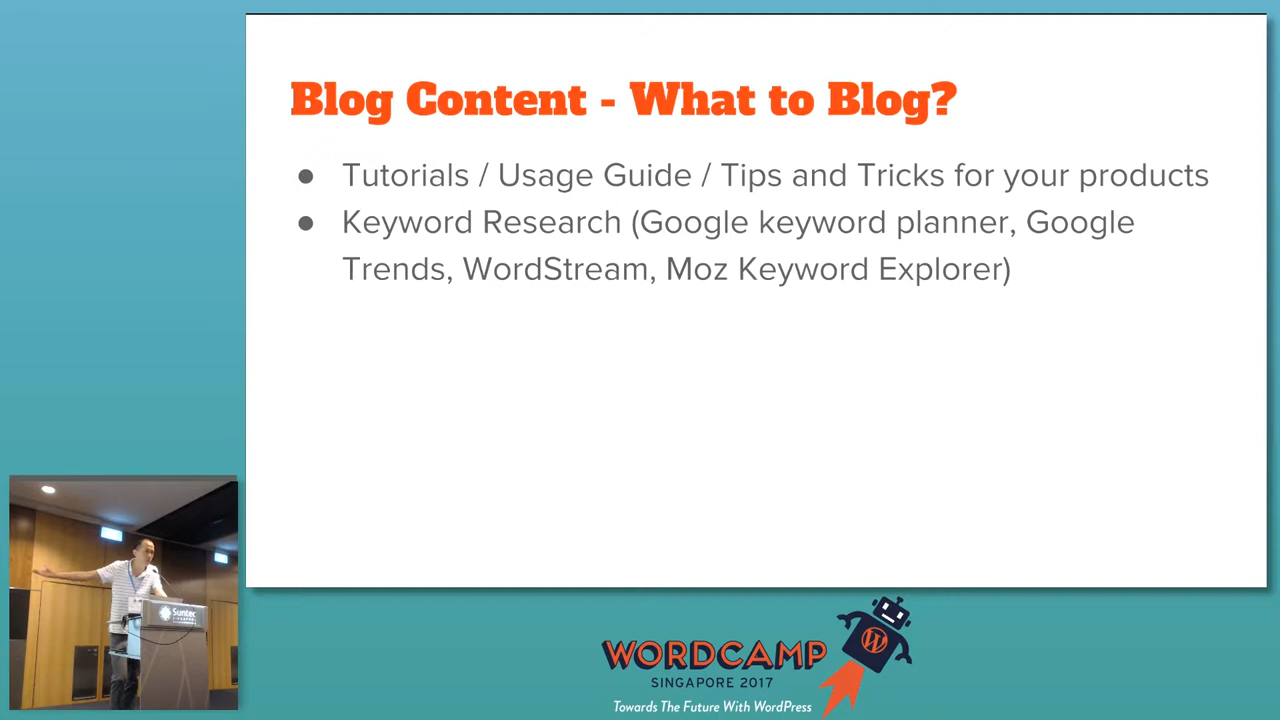 Blog Content - What to Blog?
● Tutorials / Usage Guide / Tips and Tricks for your products
● Keyword Research (Google keyword planner, Google
Trends, WordStream, Moz Keyword Explorer)
Suntec
WORDCAMP
SINGAPORE 2017
Towards The Future With WordPress